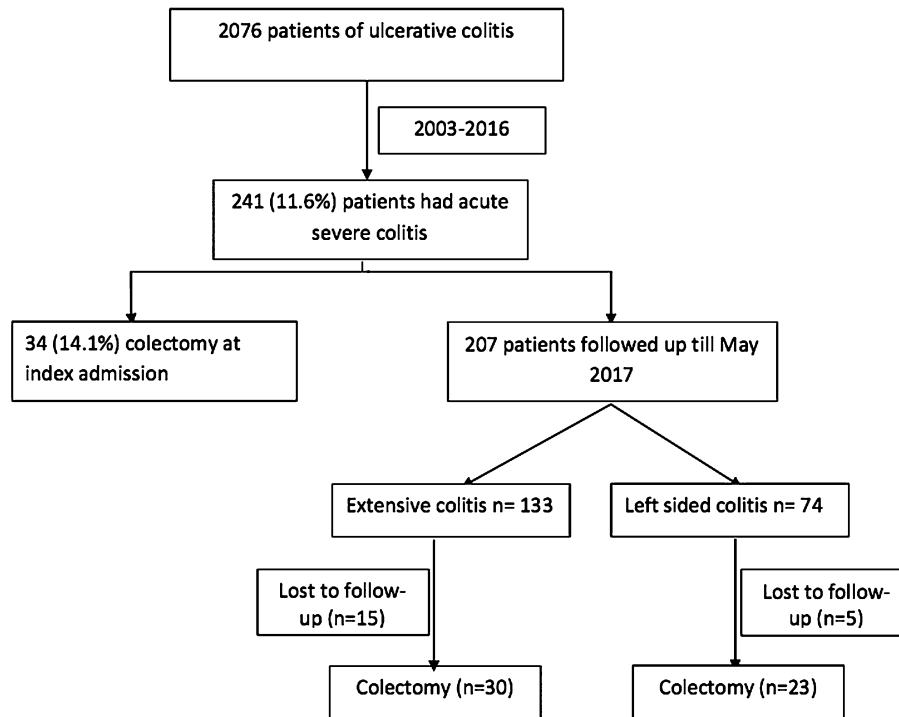 2076 patients of ulcerative colitis
2003-2016
241 (11.6%) patients had acute
severe colitis
34 (14.1%) colectomy at
index admission
207 patients followed up till May
2017
Extensive colitis n= 133
Left sided colitis n= 74
Lost to follow-
up (n=15)
Lost to follow-
up (n=5)
Colectomy (n=30)
Colectomy (n=23)